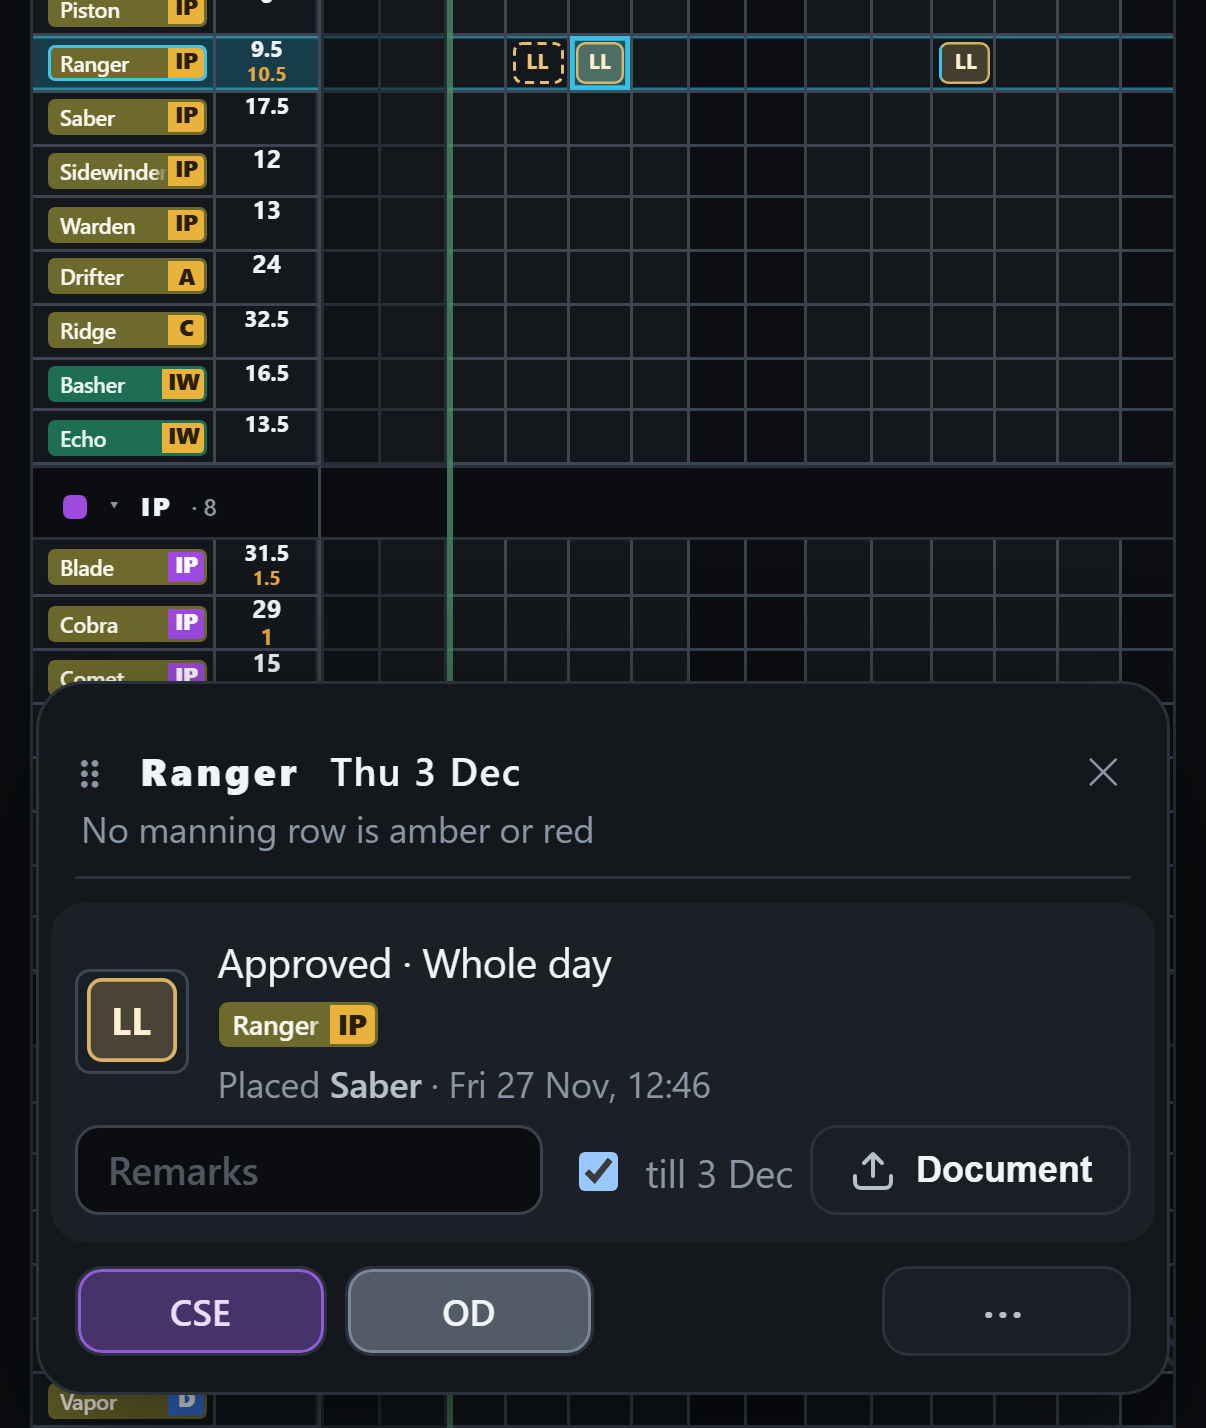 Piston IP
Ranger IP 9.5 LL LL LL
10.5
Saber IP 17.5
Sidewinder IP 12
Warden IP 13
Drifter A 24
Ridge C 32.5
Basher IW 16.5
Echo IW 13.5
IP · 8
Blade IP 31.5
1.5
Cobra IP 29
1
Comet IP 15
Ranger Thu 3 Dec
No manning row is amber or red
LL Approved · Whole day
Ranger IP
Placed Saber · Fri 27 Nov, 12:46
Remarks till 3 Dec Document
CSE OD ...
Vapor D